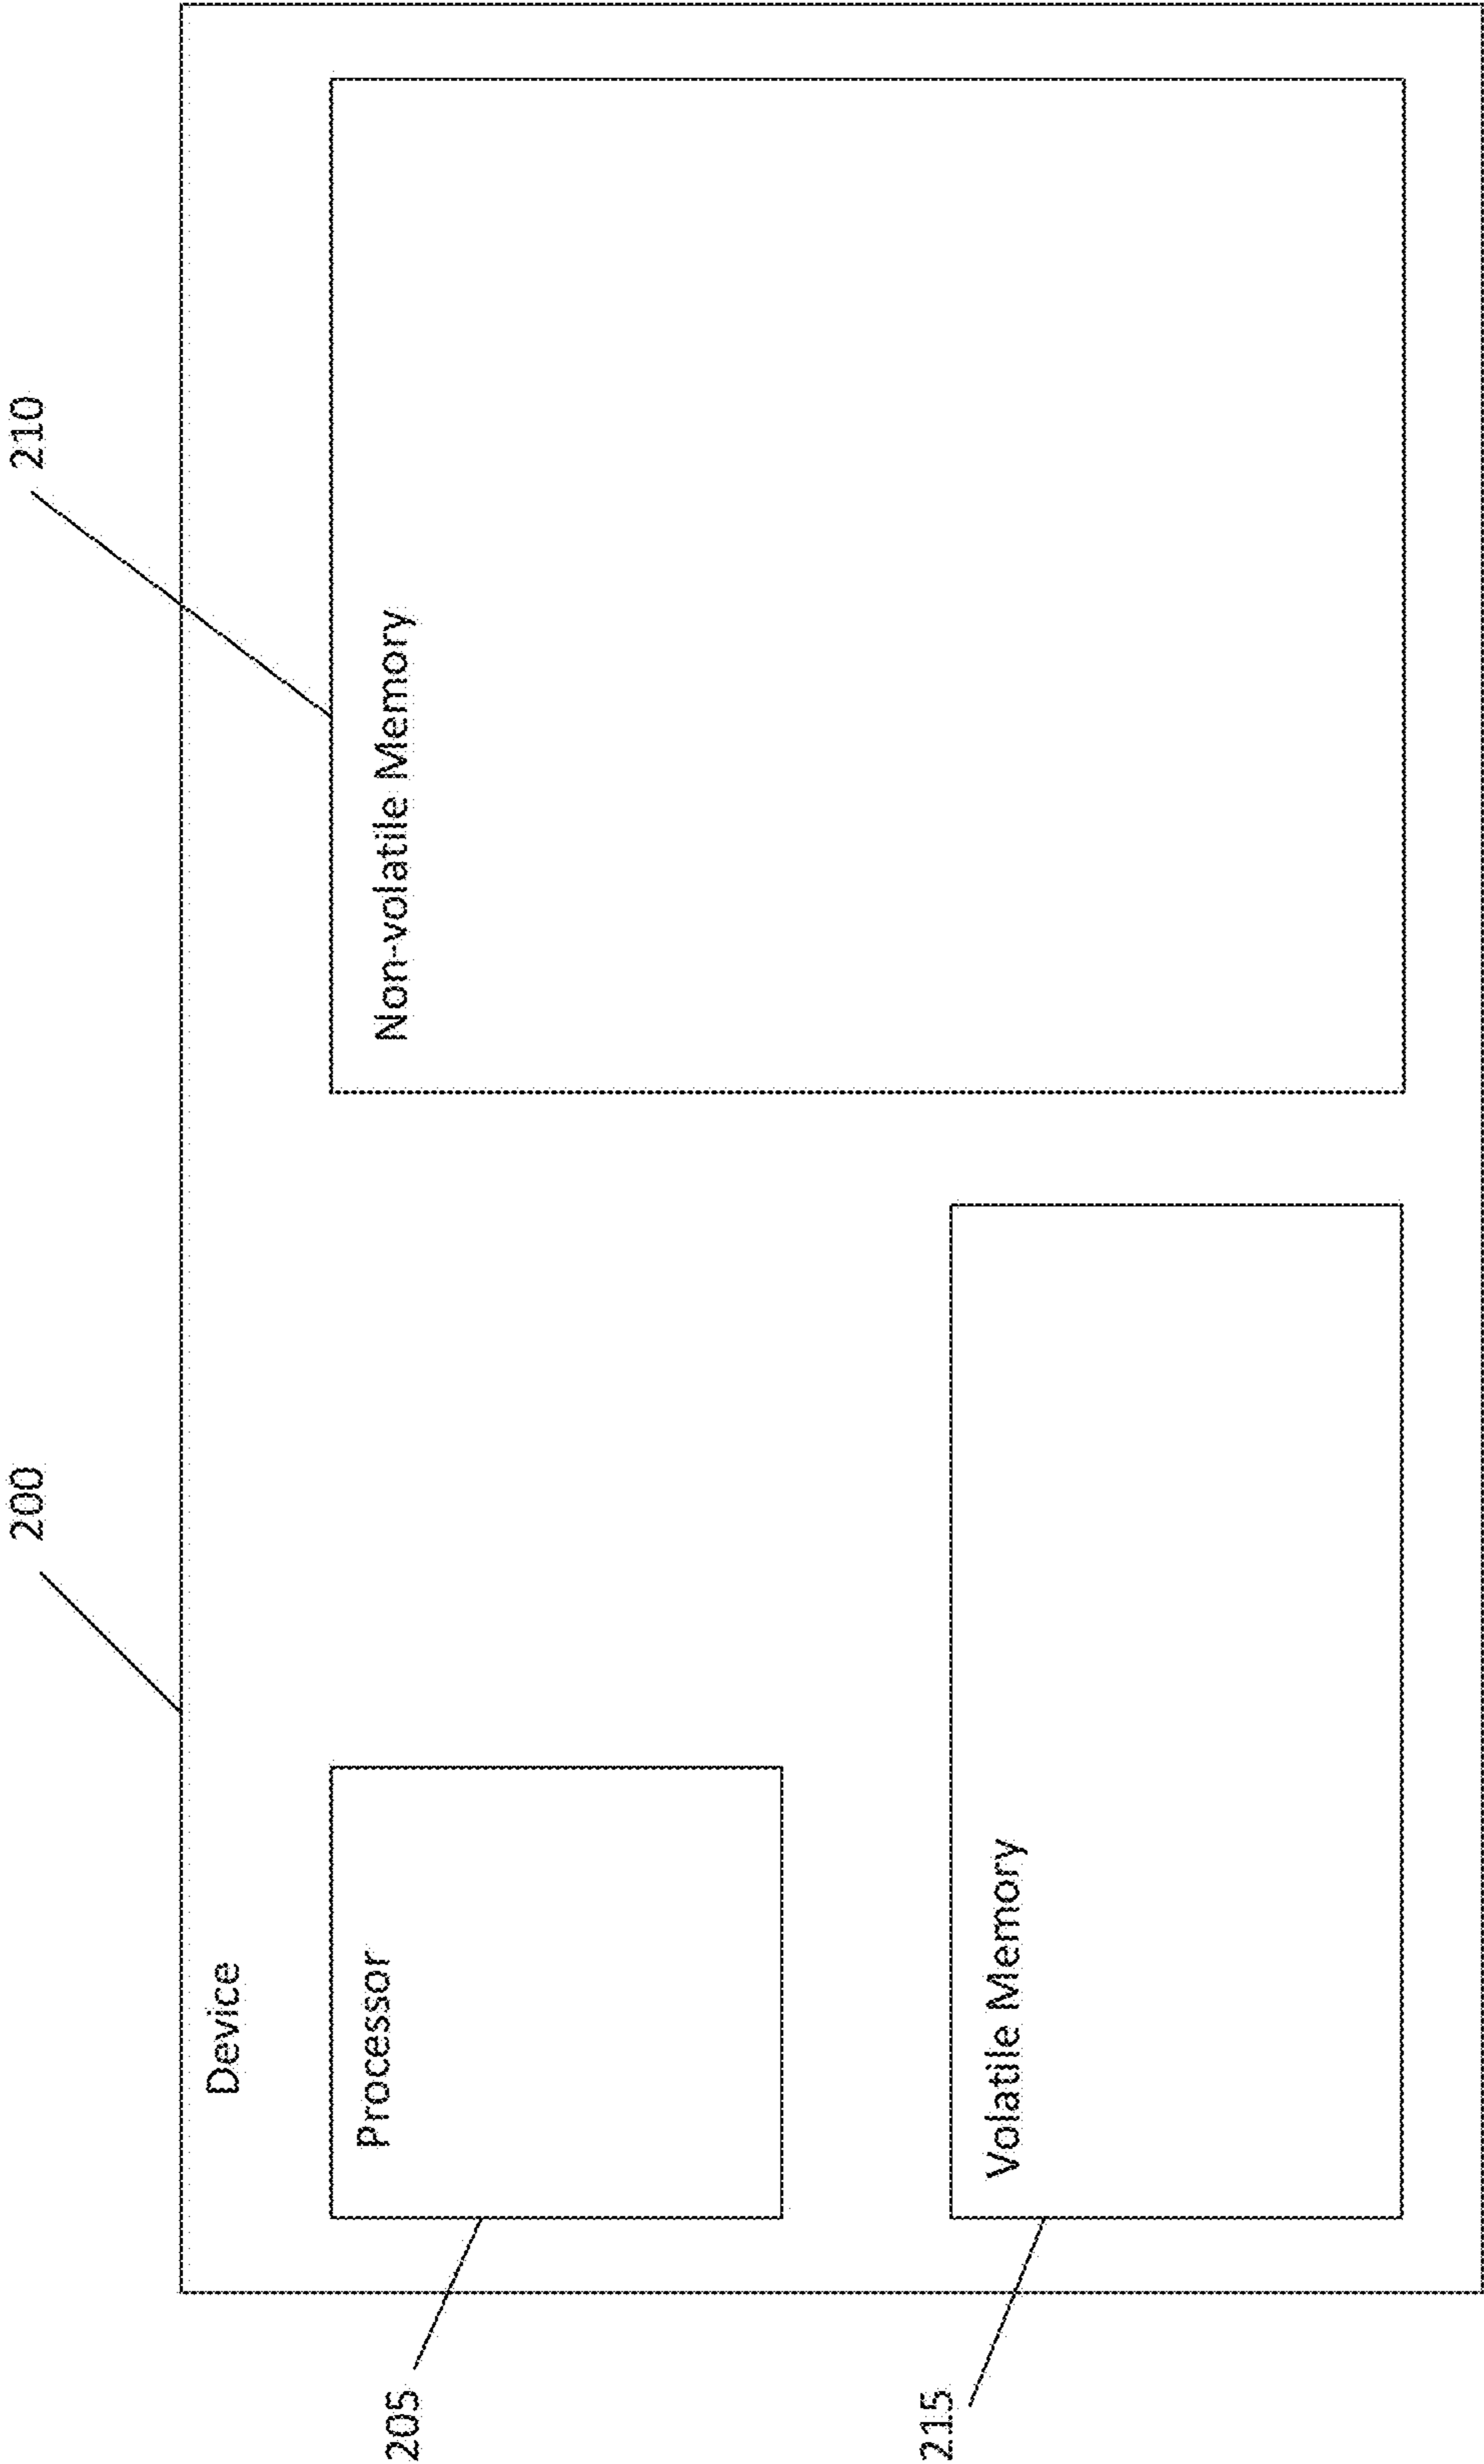 200
210
Device
Processor
Non-volatile Memory
205
Volatile Memory
215